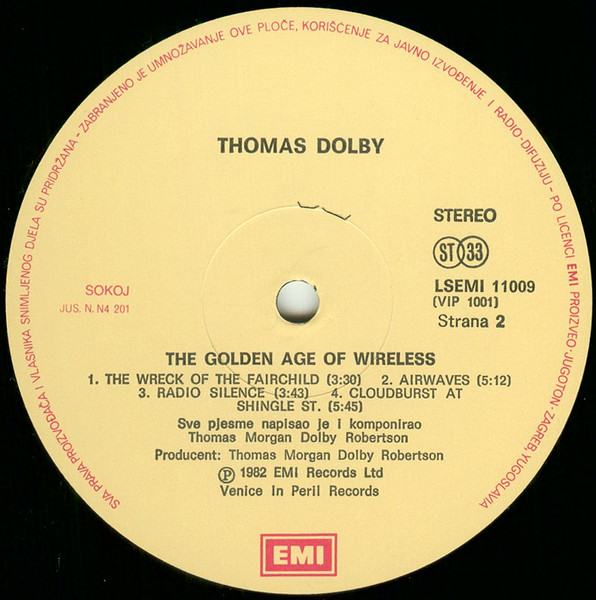 SVA PRAVA PROIZVOĐAČA I VLASNIKA SNIMLJENOG DJELA SU PRIDRŽANA - ZABRANJENO JE UMNOŽAVANJE OVE PLOČE, KORIŠĆENJE ZA JAVNO IZVOĐENJE I RADIO-DIFUZIJU - PO LICENCI EMI PROIZVEO JUGOTON - ZAGREB, YUGOSLAVIA
THOMAS DOLBY
STEREO
ST 33
SOKOJ
JUS. N. N4 201
LSEMI 11009
(VIP 1001)
Strana 2
THE GOLDEN AGE OF WIRELESS
1. THE WRECK OF THE FAIRCHILD (3:30) 2. AIRWAVES (5:12)
3. RADIO SILENCE (3:43) 4. CLOUDBURST AT
SHINGLE ST. (5:45)
Sve pjesme napisao je i komponirao
Thomas Morgan Dolby Robertson
Producent: Thomas Morgan Dolby Robertson
℗ 1982 EMI Records Ltd
Venice In Peril Records
EMI